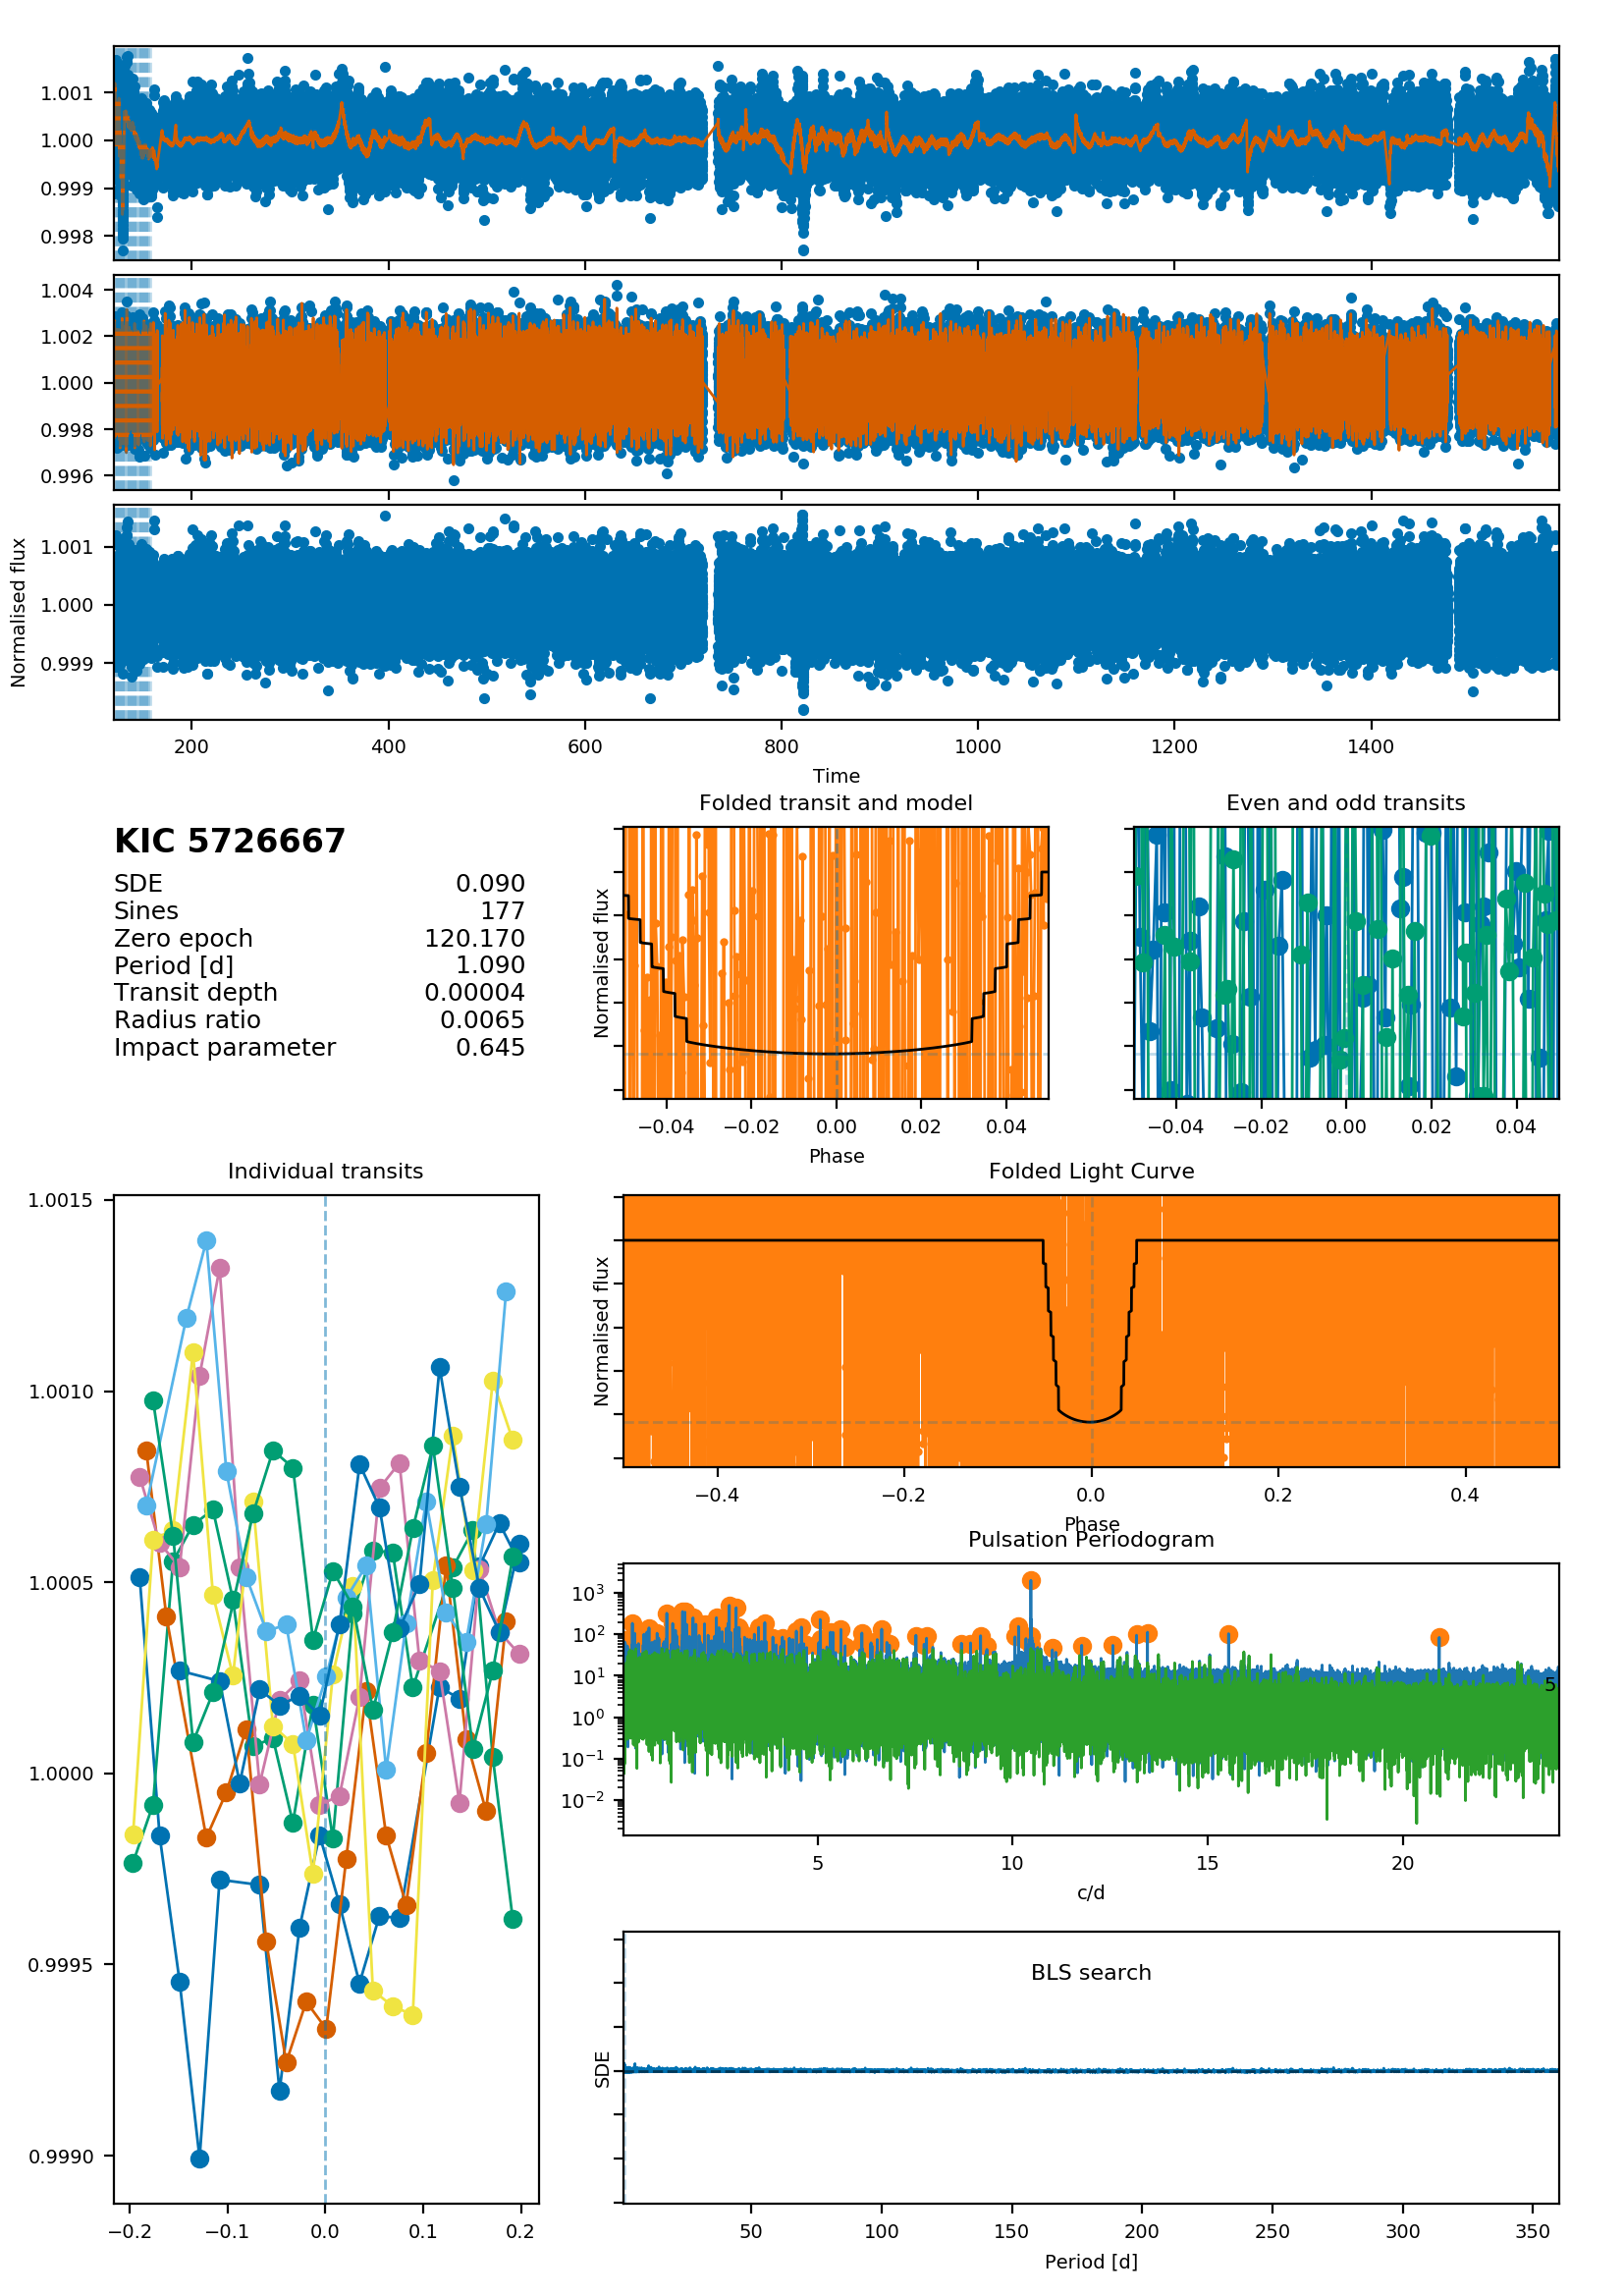 1.001
1.000
0.999
0.998
1.004
1.002
1.000
0.998
0.996
1.001
1.000
0.999
Normalised flux
200 400 600 800 1000 1200 1400
Time
KIC 5726667
SDE 0.090
Sines 177
Zero epoch 120.170
Period [d] 1.090
Transit depth 0.00004
Radius ratio 0.0065
Impact parameter 0.645
Folded transit and model
Normalised flux
−0.04 −0.02 0.00 0.02 0.04
Phase
Even and odd transits
−0.04 −0.02 0.00 0.02 0.04
Individual transits
1.0015
1.0010
1.0005
1.0000
0.9995
0.9990
−0.2 −0.1 0.0 0.1 0.2
Folded Light Curve
Normalised flux
−0.4 −0.2 0.0 0.2 0.4
Phase
Pulsation Periodogram
10³
10²
10¹
10⁰
10⁻¹
10⁻²
5
5 10 15 20
c/d
BLS search
SDE
50 100 150 200 250 300 350
Period [d]